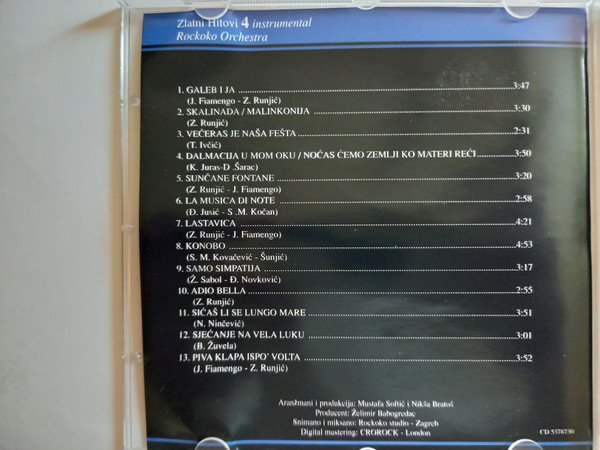 Zlatni Hitovi 4 instrumental
Rockoko Orchestra
1. GALEB I JA 3:47
(J. Fiamengo - Z. Runjić)
2. SKALINADA / MALINKONIJA 3:30
(Z. Runjić)
3. VEČERAS JE NAŠA FEŠTA 2:31
(T. Ivčić)
4. DALMACIJA U MOM OKU / NOĆAS ĆEMO ZEMLJI KO MATERI REĆI 3:50
(K. Juras-D .Šarac)
5. SUNČANE FONTANE 3:20
(Z. Runjić - J. Fiamengo)
6. LA MUSICA DI NOTE 2:58
(Đ. Jusić - S .M. Kočan)
7. LASTAVICA 4:21
(Z. Runjić - J. Fiamengo)
8. KONOBO 4:53
(S. M. Kovačević - Šunjić)
9. SAMO SIMPATIJA 3:17
(Ž. Sabol - Đ. Novković)
10. ADIO BELLA 2:55
(Z. Runjić)
11. SIĆAŠ LI SE LUNGO MARE 3:51
(N. Ninčević)
12. SJEĆANJE NA VELA LUKU 3:01
(B. Žuvela)
13. PIVA KLAPA ISPO' VOLTA 3:52
(J. Fiamengo - Z. Runjić)
Aranžmani i produkcija: Mustafa Softić i Nikša Bratoš
Producent: Želimir Babogredac
Snimano i miksano: Rockoko studio - Zagreb
Digital mastering: CROROCK - London
CD 5378730